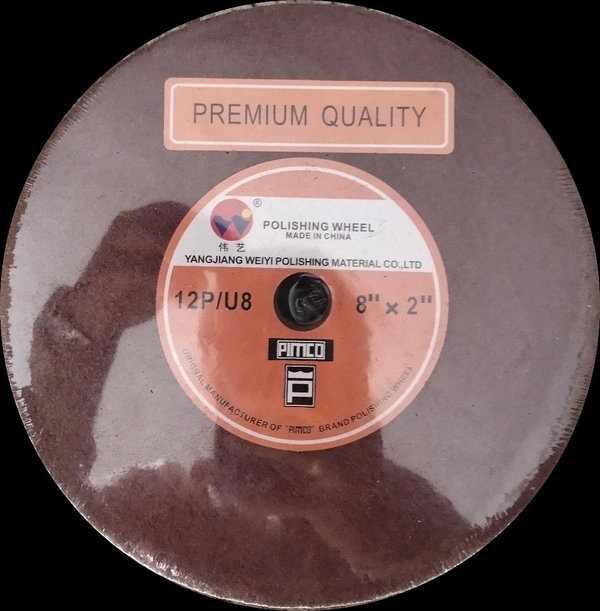 PREMIUM QUALITY
®
POLISHING WHEEL
MADE IN CHINA
伟艺
YANGJIANG WEIYI POLISHING MATERIAL CO.,LTD
12P/U8
8" x 2"
PIMCO
P
ORIGINAL MANUFACTURER OF "PIMCO" BRAND POLISHING WHEEL